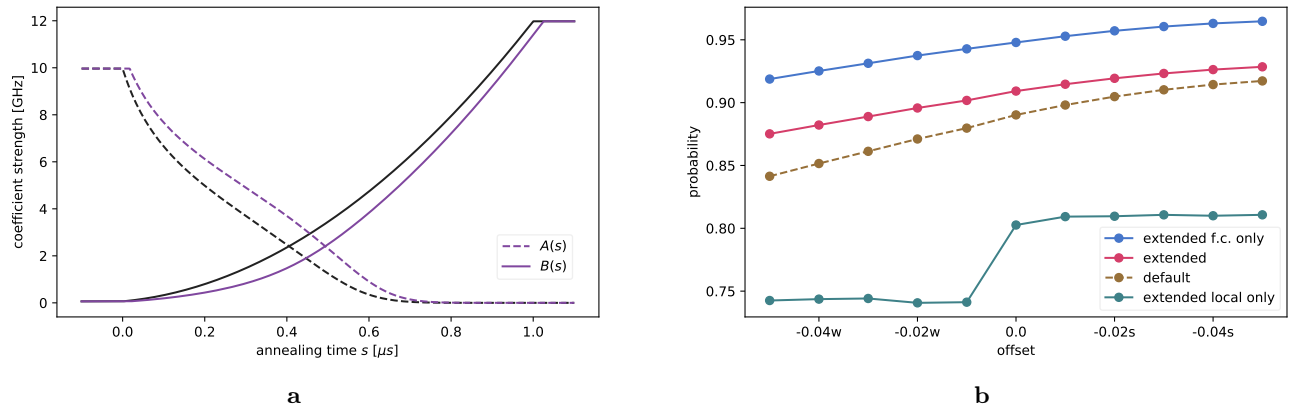 12
10
8
6
4
2
0
coefficient strength [GHz]
A(s)
B(s)
0.0 0.2 0.4 0.6 0.8 1.0
annealing time s [μs]
a
0.95
0.90
0.85
0.80
0.75
probability
extended f.c. only
extended
default
extended local only
-0.04w -0.02w 0.0 -0.02s -0.04s
offset
b